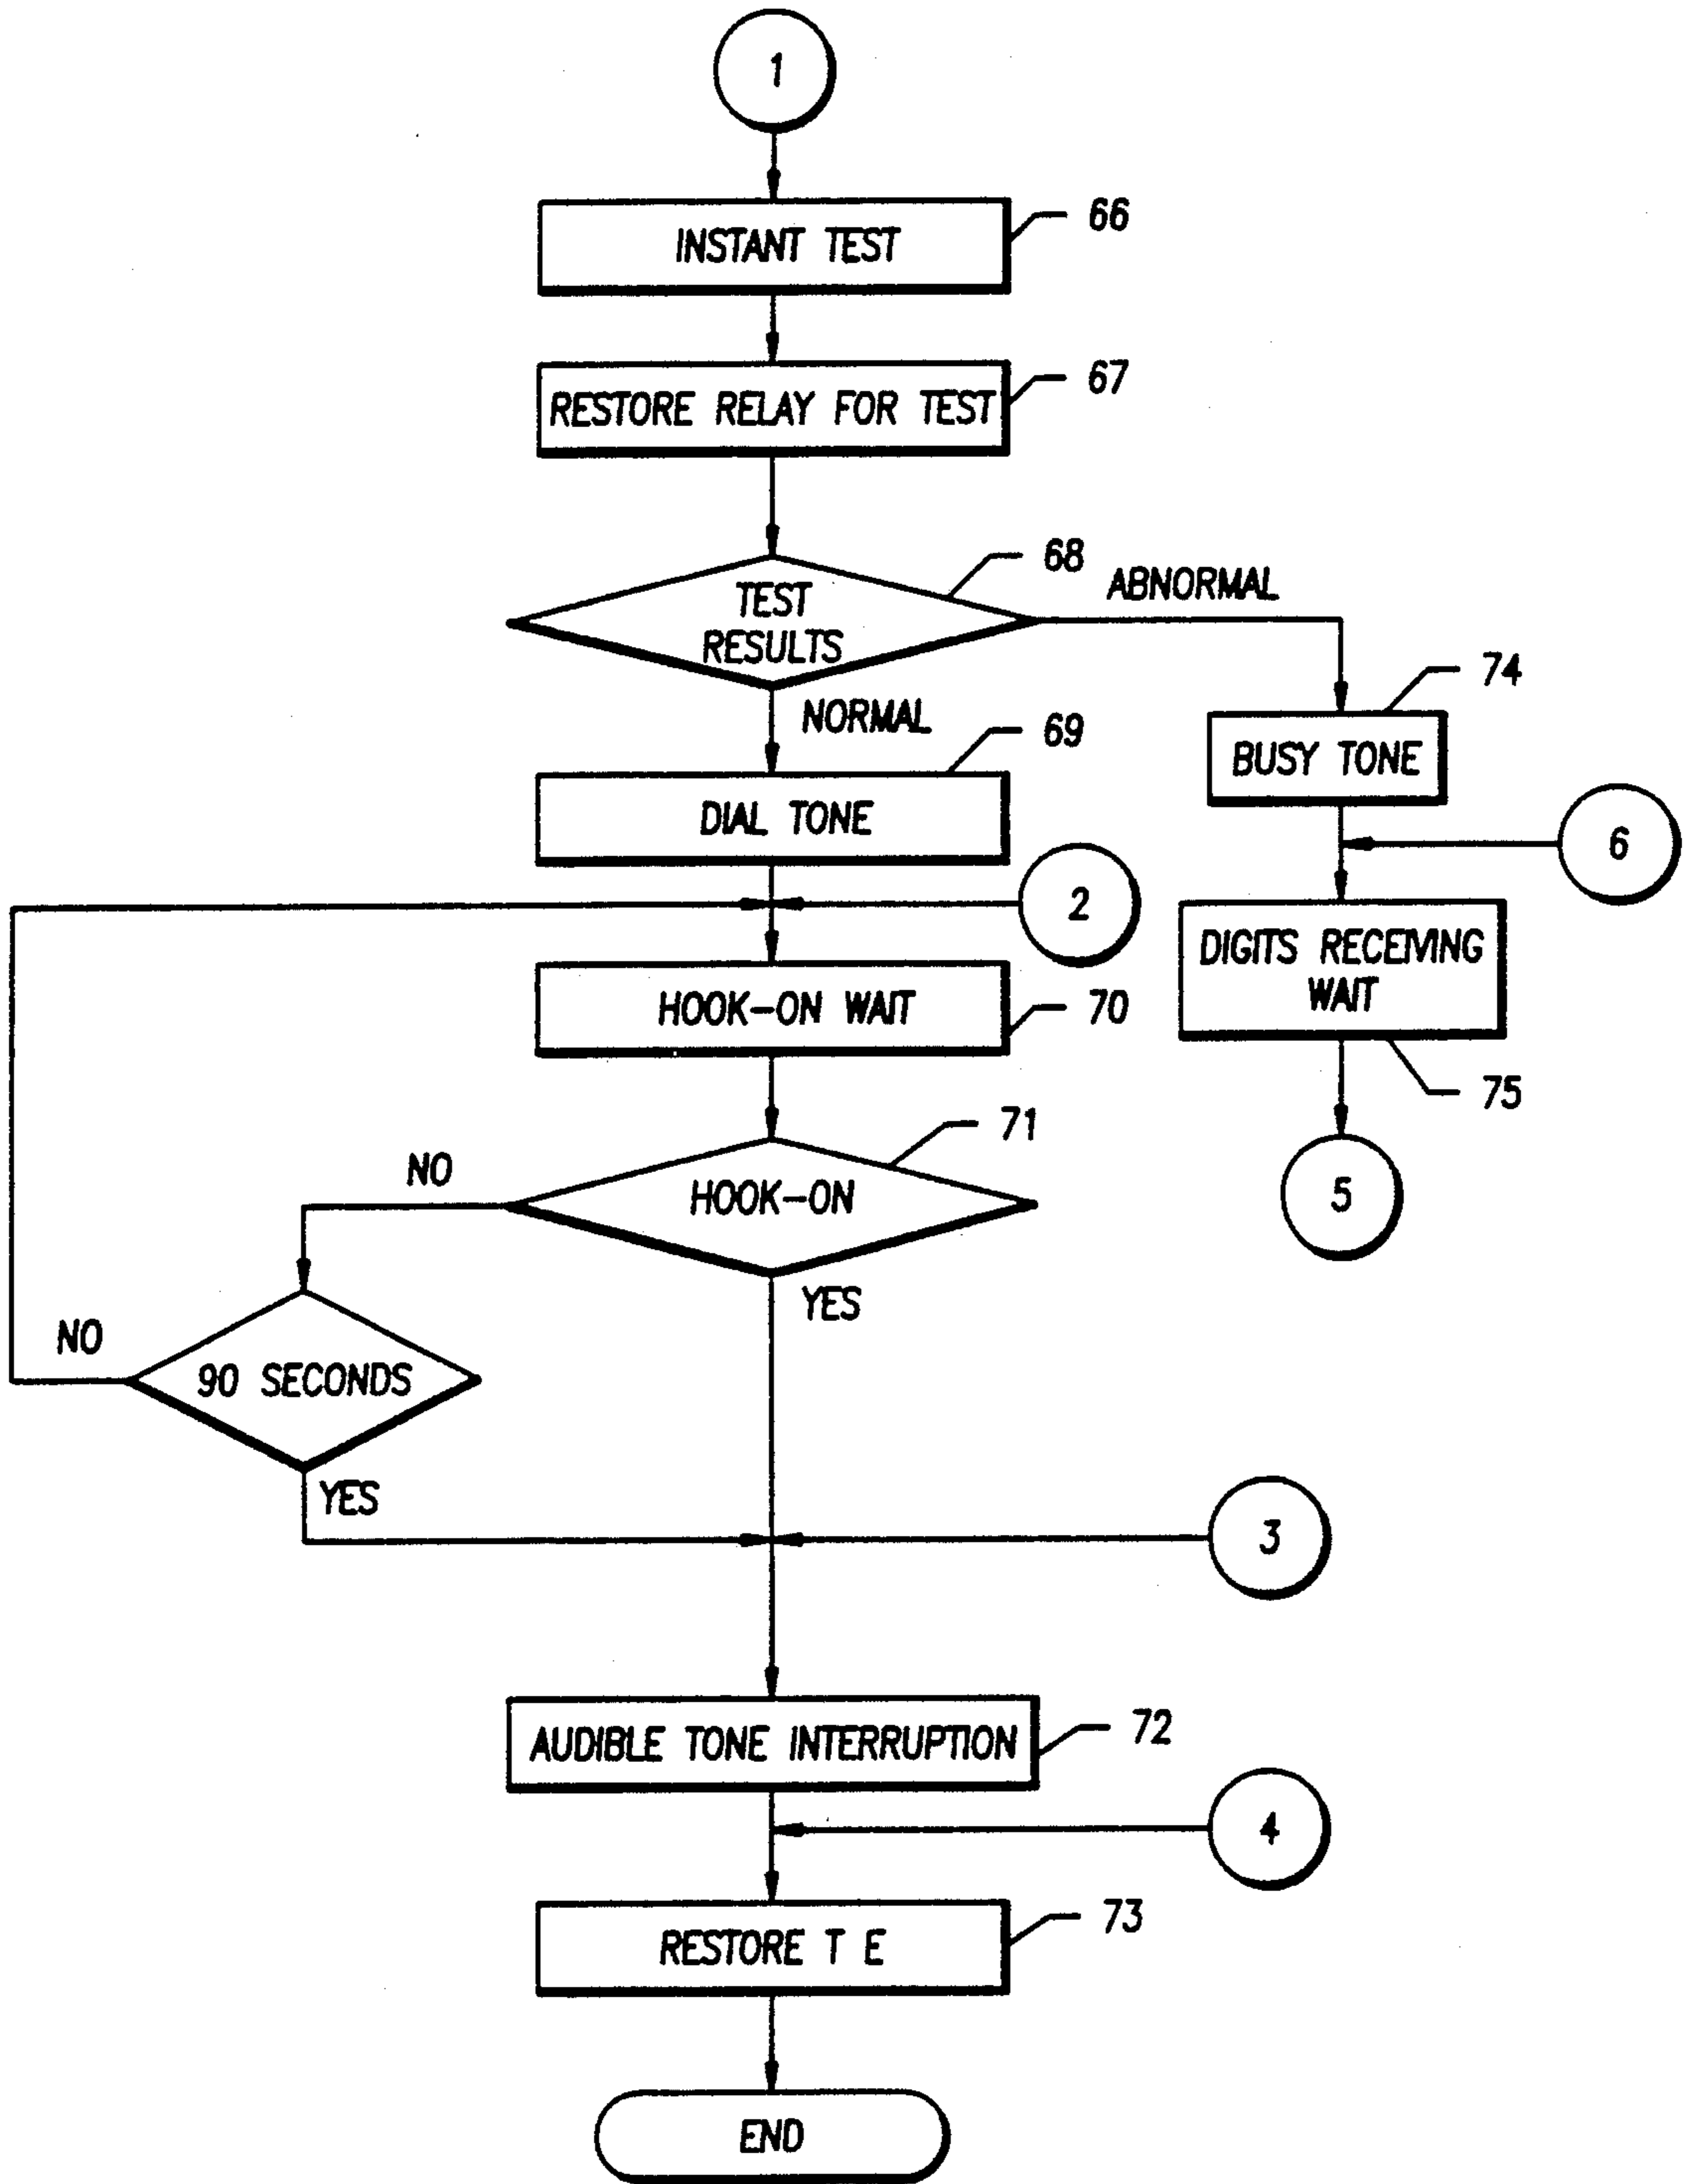 1
66
INSTANT TEST
67
RESTORE RELAY FOR TEST
68
ABNORMAL
TEST
RESULTS
74
NORMAL
69
BUSY TONE
DIAL TONE
6
2
DIGITS RECEIVING
WAIT
HOOK-ON WAIT
70
75
71
NO
HOOK-ON
5
YES
NO
90 SECONDS
YES
3
72
AUDIBLE TONE INTERRUPTION
4
73
RESTORE T E
END